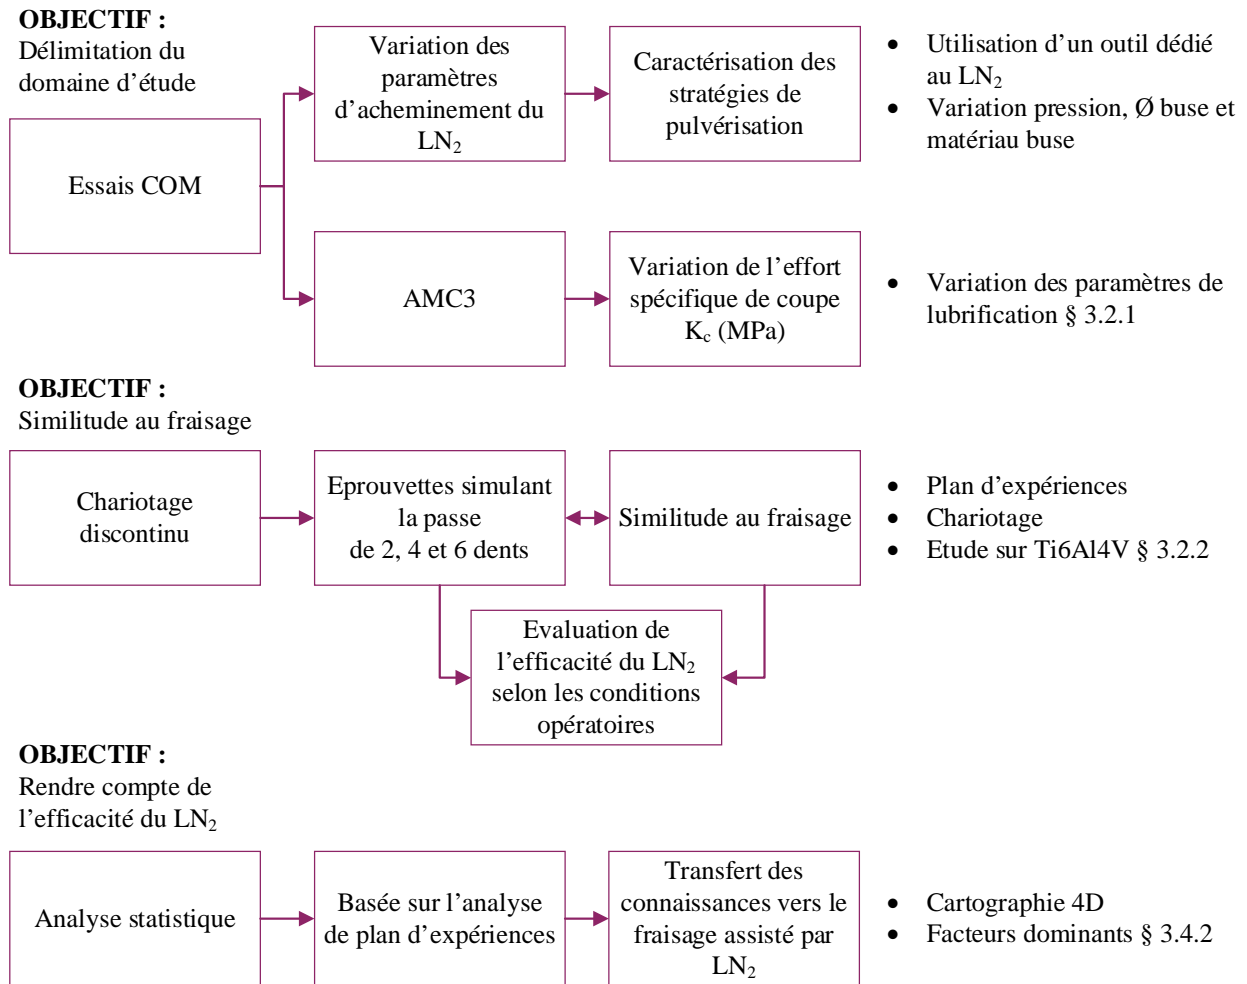 OBJECTIF :
Délimitation du
domaine d'étude
Essais COM
Variation des
paramètres
d'acheminement du
LN₂
Caractérisation des
stratégies de
pulvérisation
• Utilisation d'un outil dédié
au LN₂
• Variation pression, Ø buse et
matériau buse
AMC3
Variation de l'effort
spécifique de coupe
K꜀ (MPa)
• Variation des paramètres de
lubrification § 3.2.1
OBJECTIF :
Similitude au fraisage
Chariotage
discontinu
Eprouvettes simulant
la passe
de 2, 4 et 6 dents
Similitude au fraisage
• Plan d'expériences
• Chariotage
• Etude sur Ti6Al4V § 3.2.2
Evaluation de
l'efficacité du LN₂
selon les conditions
opératoires
OBJECTIF :
Rendre compte de
l'efficacité du LN₂
Analyse statistique
Basée sur l'analyse
de plan d'expériences
Transfert des
connaissances vers le
fraisage assisté par
LN₂
• Cartographie 4D
• Facteurs dominants § 3.4.2